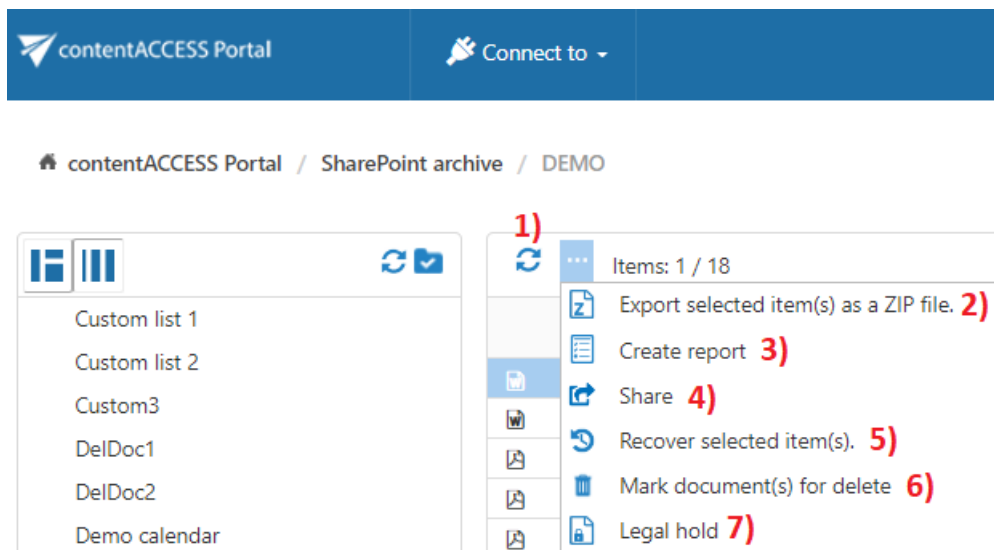 contentACCESS Portal
Connect to
contentACCESS Portal / SharePoint archive / DEMO
1)
Items: 1 / 18
Custom list 1
Custom list 2
Custom3
DelDoc1
DelDoc2
Demo calendar
Export selected item(s) as a ZIP file. 2)
Create report 3)
Share 4)
Recover selected item(s). 5)
Mark document(s) for delete 6)
Legal hold 7)